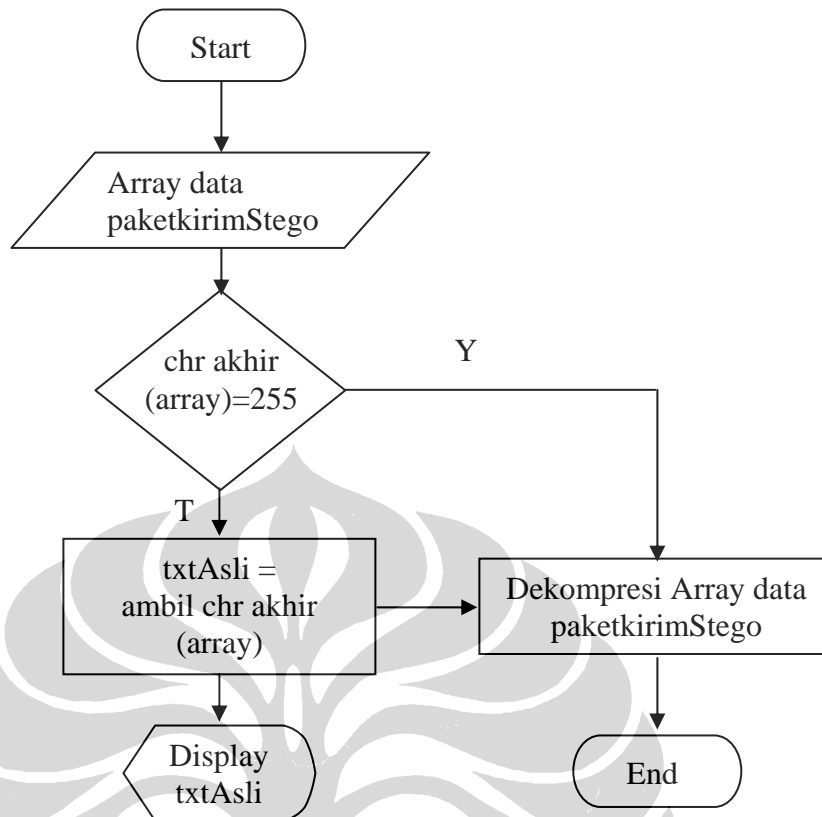 Start
Array data
paketkirimStego
chr akhir
(array)=255
Y
T
txtAsli =
ambil chr akhir
(array)
Dekompresi Array data
paketkirimStego
Display
txtAsli
End